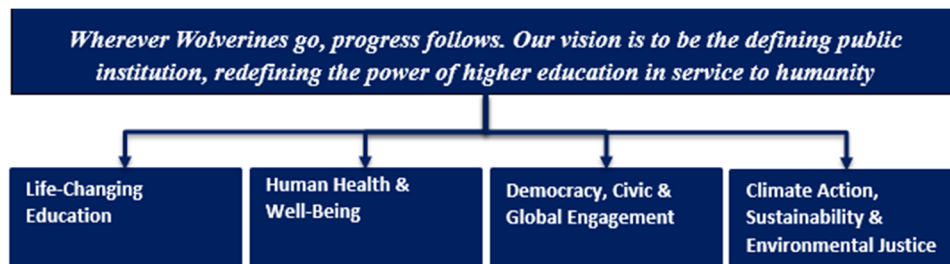 Wherever Wolverines go, progress follows. Our vision is to be the defining public
institution, redefining the power of higher education in service to humanity
Life-Changing
Education
Human Health &
Well-Being
Democracy, Civic &
Global Engagement
Climate Action,
Sustainability &
Environmental Justice